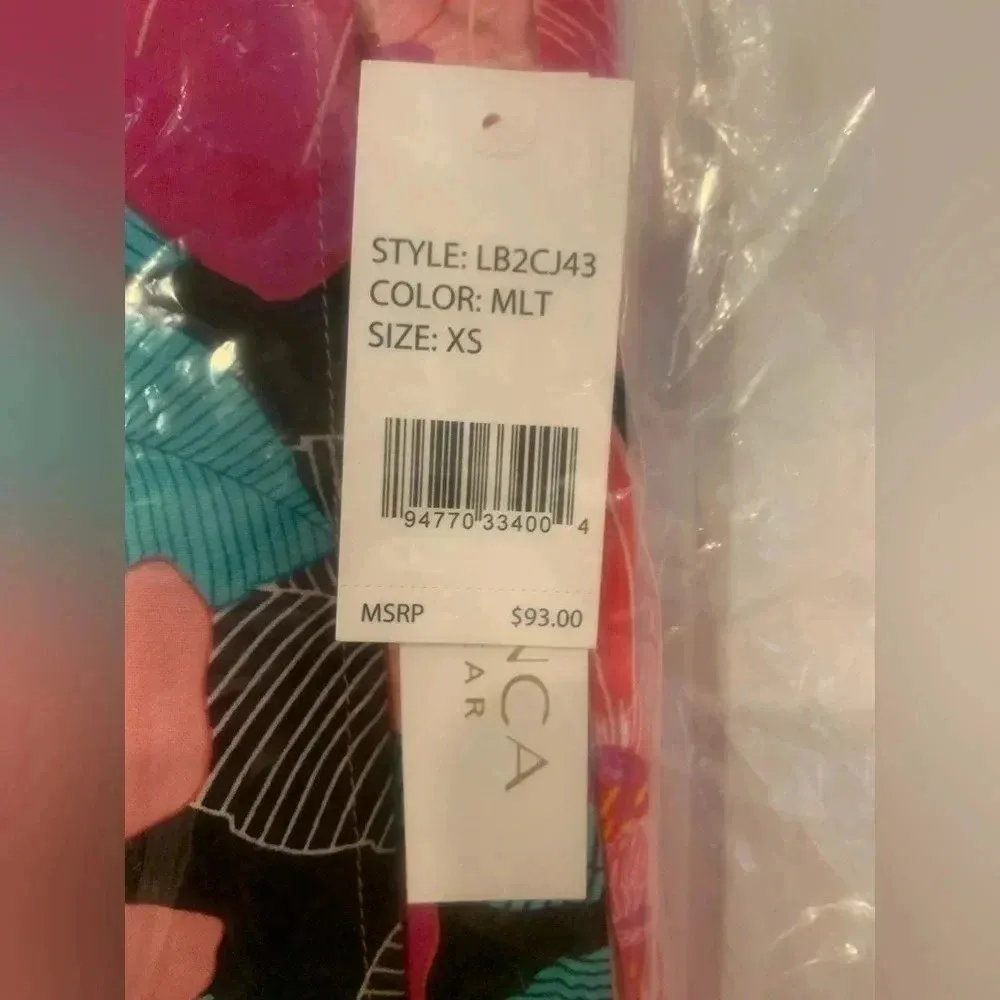 STYLE: LB2CJ43
COLOR: MLT
SIZE: XS
94770 33400 4
MSRP $93.00
NCA
AR